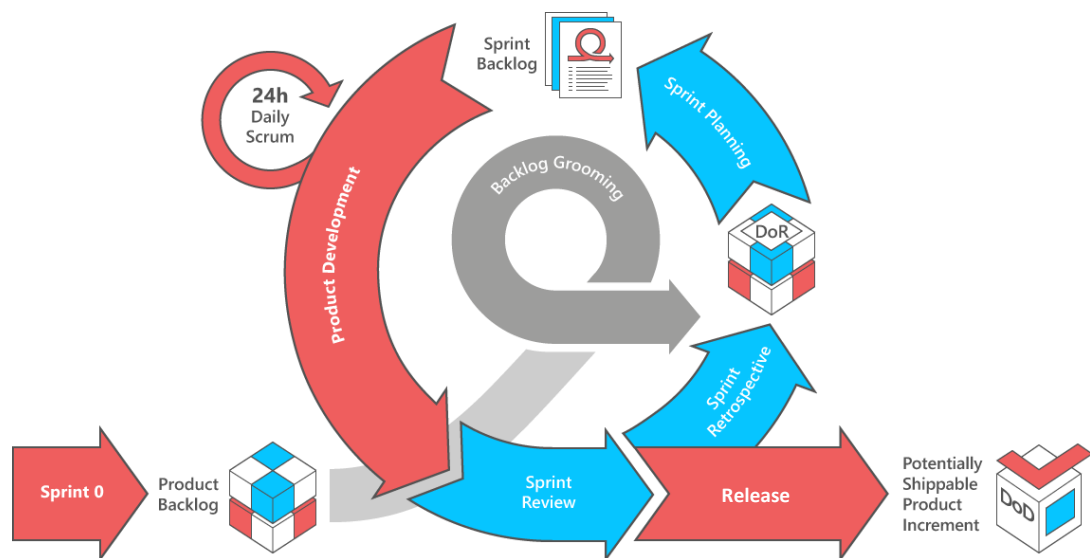 Sprint
Backlog
24h
Daily
Scrum
Sprint Planning
Backlog Grooming
Product Development
DoR
Sprint
Retrospective
Sprint 0
Product
Backlog
Sprint
Review
Release
Potentially
Shippable
Product
Increment
DoD